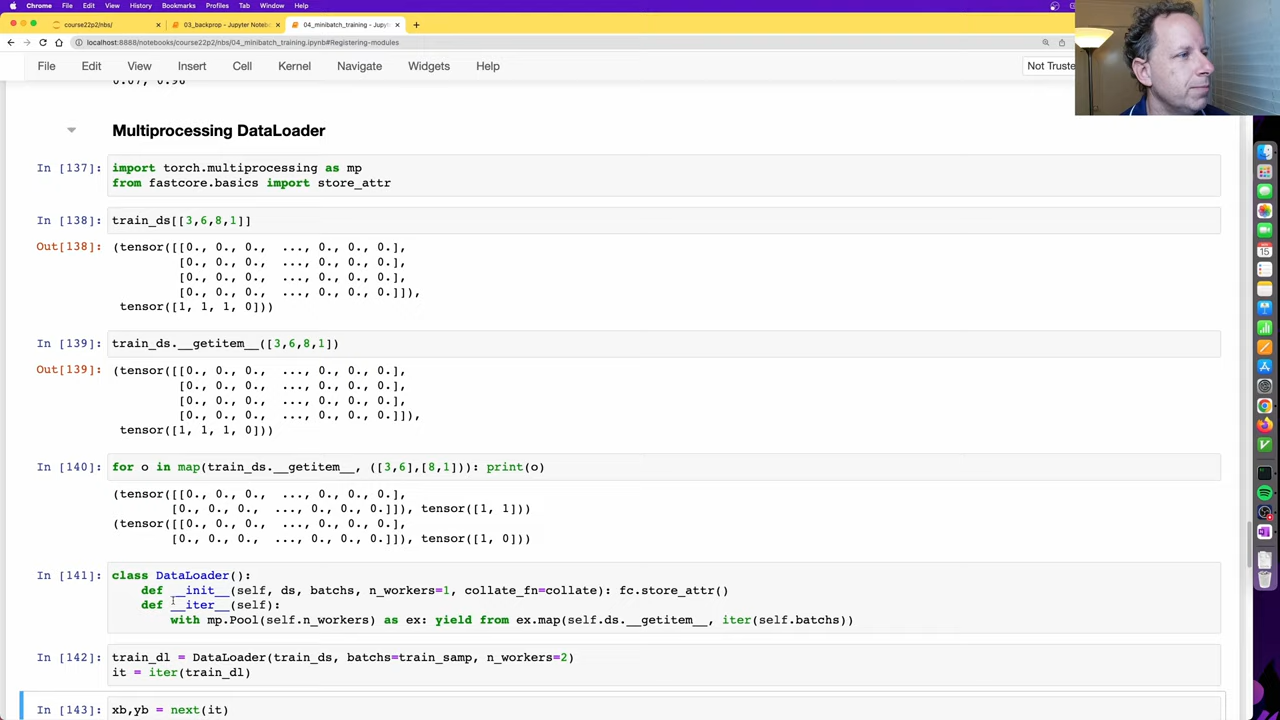 Chrome File Edit View History Bookmarks Profiles Tab Window Help
course22p2/nbs/ 03_backprop - Jupyter Noteb 04_minibatch_training - Jupy
localhost:8888/notebooks/course22p2/nbs/04_minibatch_training.ipynb#Registering-modules
File Edit View Insert Cell Kernel Navigate Widgets Help Not Truste
0.07, 0.96
Multiprocessing DataLoader
In [137]: import torch.multiprocessing as mp
from fastcore.basics import store_attr
In [138]: train_ds[[3,6,8,1]]
Out[138]: (tensor([[0., 0., 0., ..., 0., 0., 0.],
[0., 0., 0., ..., 0., 0., 0.],
[0., 0., 0., ..., 0., 0., 0.],
[0., 0., 0., ..., 0., 0., 0.]]),
tensor([1, 1, 1, 0]))
In [139]: train_ds.__getitem__([3,6,8,1])
Out[139]: (tensor([[0., 0., 0., ..., 0., 0., 0.],
[0., 0., 0., ..., 0., 0., 0.],
[0., 0., 0., ..., 0., 0., 0.],
[0., 0., 0., ..., 0., 0., 0.]]),
tensor([1, 1, 1, 0]))
In [140]: for o in map(train_ds.__getitem__, ([3,6],[8,1])): print(o)
(tensor([[0., 0., 0., ..., 0., 0., 0.],
[0., 0., 0., ..., 0., 0., 0.]]), tensor([1, 1]))
(tensor([[0., 0., 0., ..., 0., 0., 0.],
[0., 0., 0., ..., 0., 0., 0.]]), tensor([1, 0]))
In [141]: class DataLoader():
def __init__(self, ds, batchs, n_workers=1, collate_fn=collate): fc.store_attr()
def __iter__(self):
with mp.Pool(self.n_workers) as ex: yield from ex.map(self.ds.__getitem__, iter(self.batchs))
In [142]: train_dl = DataLoader(train_ds, batchs=train_samp, n_workers=2)
it = iter(train_dl)
In [143]: xb,yb = next(it)
15